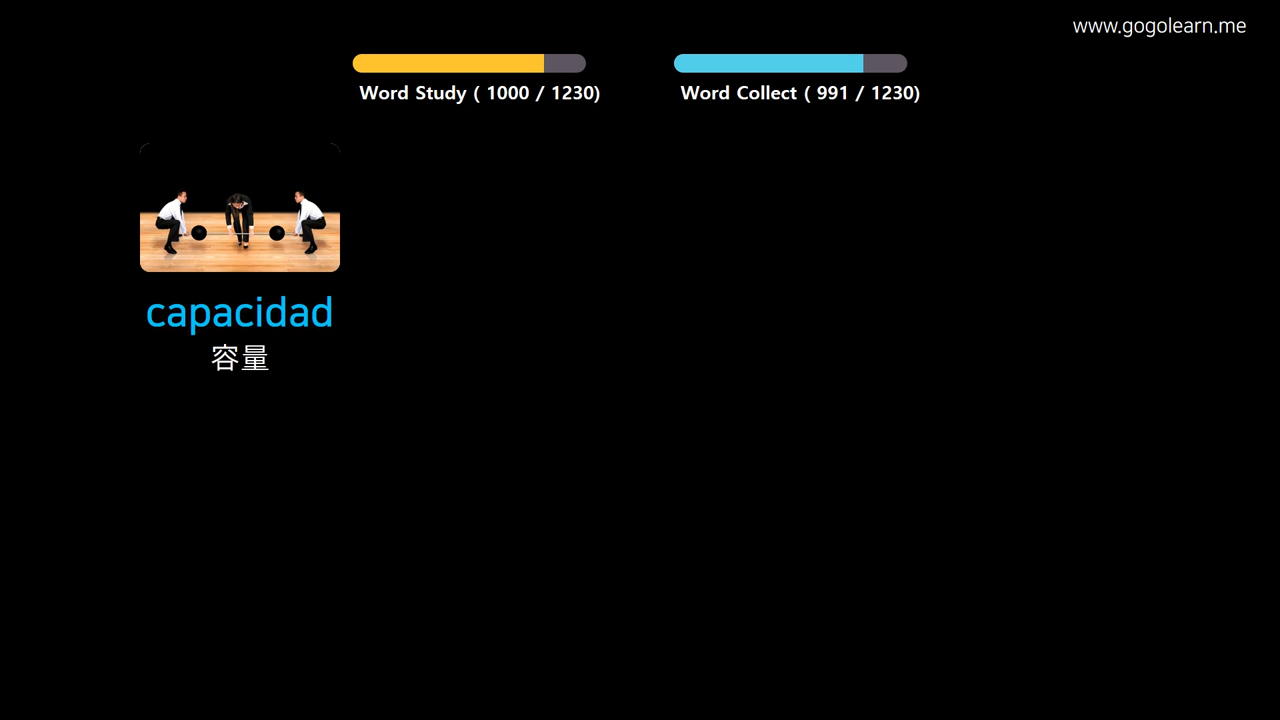 www.gogolearn.me
Word Study ( 1000 / 1230)
Word Collect ( 991 / 1230)
capacidad
容量